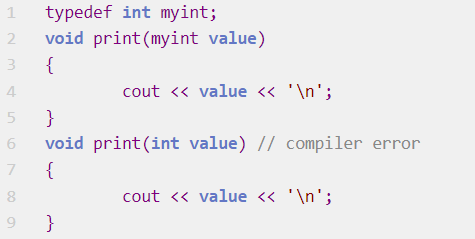 1 typedef int myint;
2 void print(myint value)
3 {
4 cout << value << '\n';
5 }
6 void print(int value) // compiler error
7 {
8 cout << value << '\n';
9 }